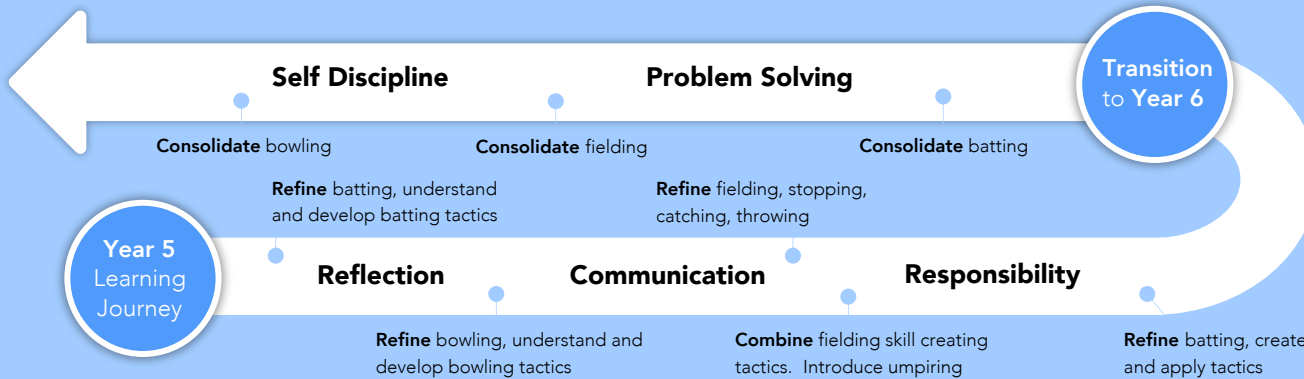 Self Discipline
Problem Solving
Transition
to Year 6
Consolidate bowling
Consolidate fielding
Consolidate batting
Refine batting, understand
and develop batting tactics
Refine fielding, stopping,
catching, throwing
Year 5
Learning
Journey
Reflection
Communication
Responsibility
Refine bowling, understand and
develop bowling tactics
Combine fielding skill creating
tactics. Introduce umpiring
Refine batting, create
and apply tactics